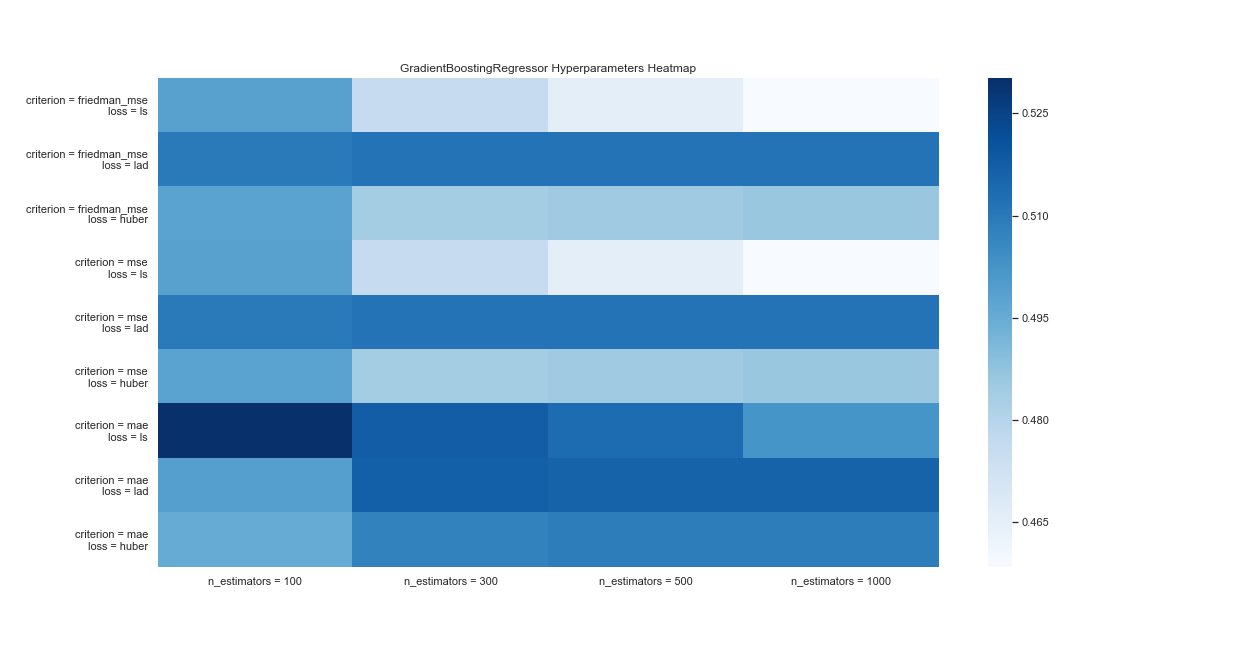 GradientBoostingRegressor Hyperparameters Heatmap
criterion = friedman_mse
loss = ls
criterion = friedman_mse
loss = lad
criterion = friedman_mse
loss = huber
criterion = mse
loss = ls
criterion = mse
loss = lad
criterion = mse
loss = huber
criterion = mae
loss = ls
criterion = mae
loss = lad
criterion = mae
loss = huber
n_estimators = 100
n_estimators = 300
n_estimators = 500
n_estimators = 1000
0.525
0.510
0.495
0.480
0.465